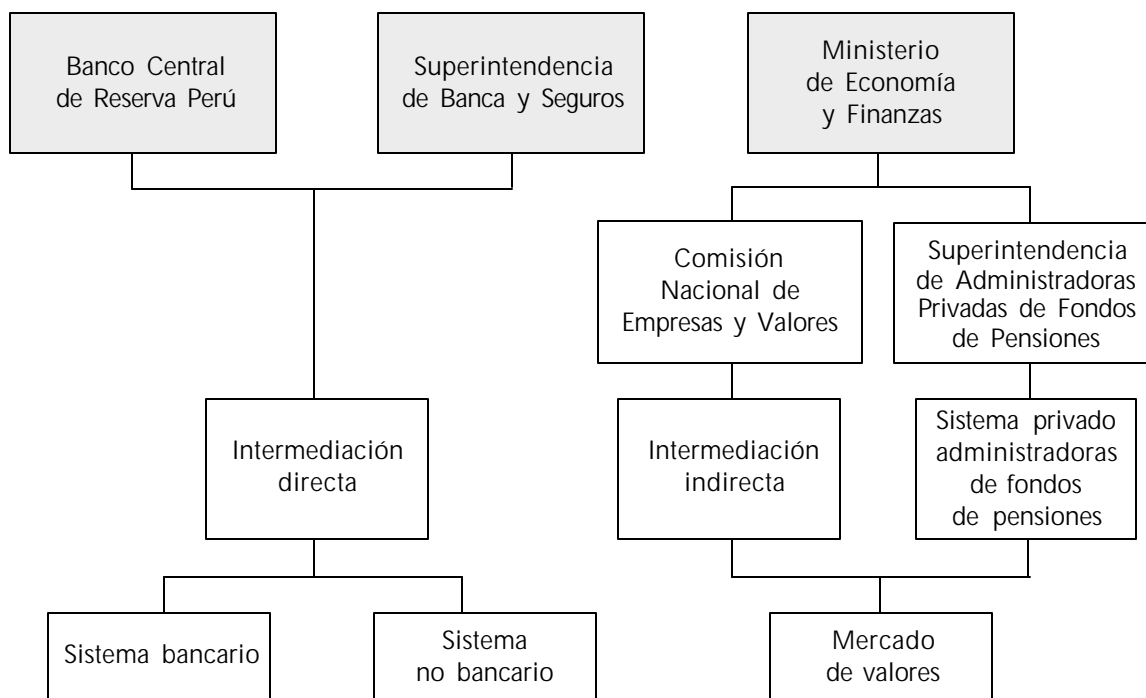 Banco Central
de Reserva Perú
Superintendencia
de Banca y Seguros
Ministerio
de Economía
y Finanzas
Comisión
Nacional de
Empresas y Valores
Superintendencia
de Administradoras
Privadas de Fondos
de Pensiones
Intermediación
directa
Intermediación
indirecta
Sistema privado
administradoras
de fondos
de pensiones
Sistema bancario
Sistema
no bancario
Mercado
de valores